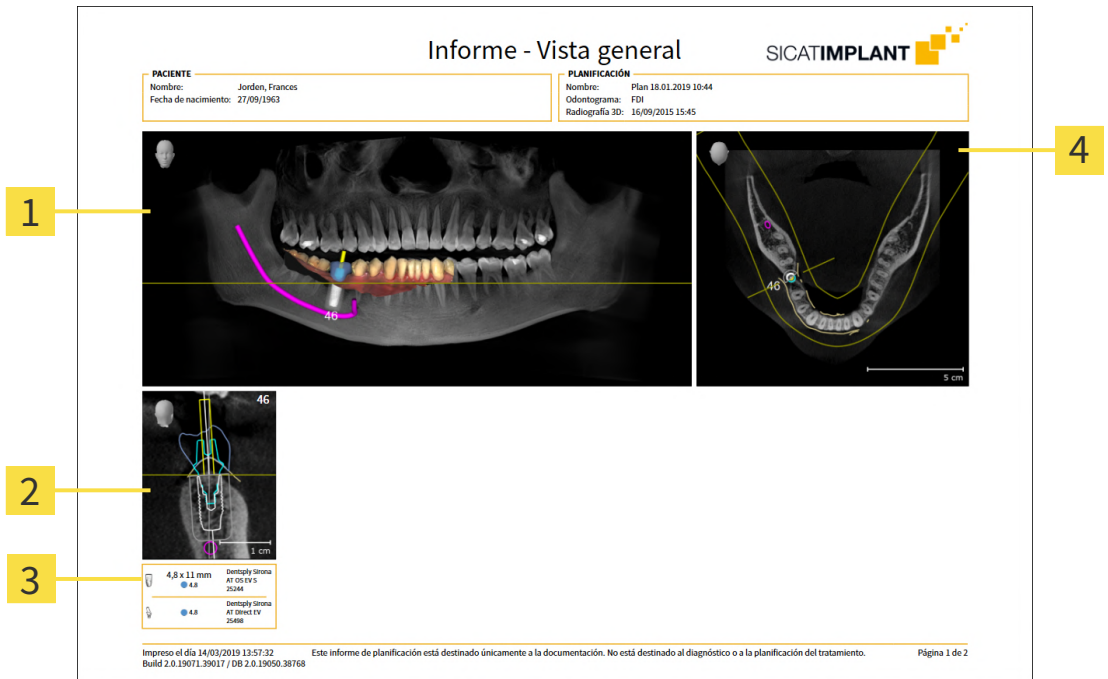 Informe - Vista general
SICATIMPLANT
PACIENTE
Nombre: Jorden, Frances
Fecha de nacimiento: 27/09/1963
PLANIFICACIÓN
Nombre: Plan 18.01.2019 10:44
Odontograma: FDI
Radiografía 3D: 16/09/2015 15:45
1
46
4
46
5 cm
2
46
1 cm
3
4,8 x 11 mm
4.8
Dentsply Sirona
AT OS EV S
25244
4.8
Dentsply Sirona
AT Direct EV
25498
Impreso el día 14/03/2019 13:57:32
Build 2.0.19071.39017 / DB 2.0.19050.38768
Este informe de planificación está destinado únicamente a la documentación. No está destinado al diagnóstico o a la planificación del tratamiento.
Página 1 de 2